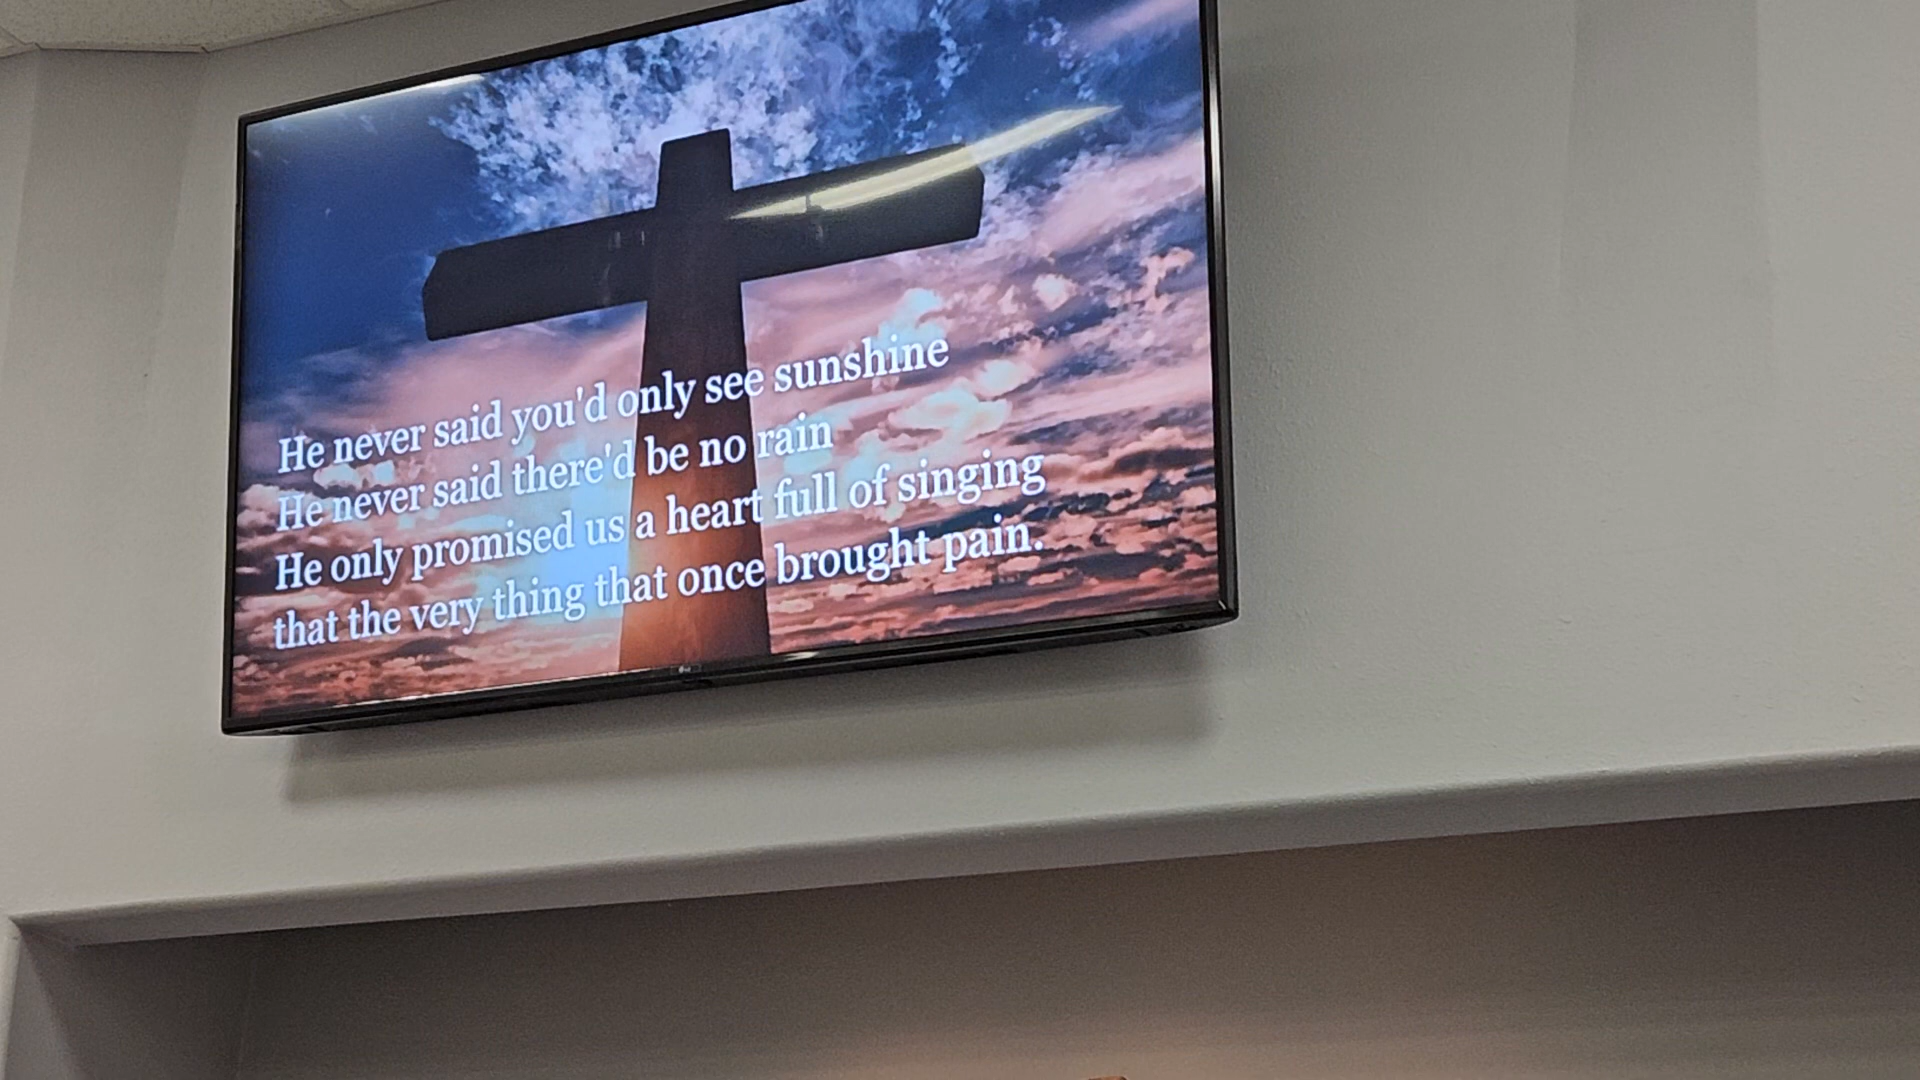 He never said you'd only see sunshine
He never said there'd be no rain
He only promised us a heart full of singing
that the very thing that once brought pain.